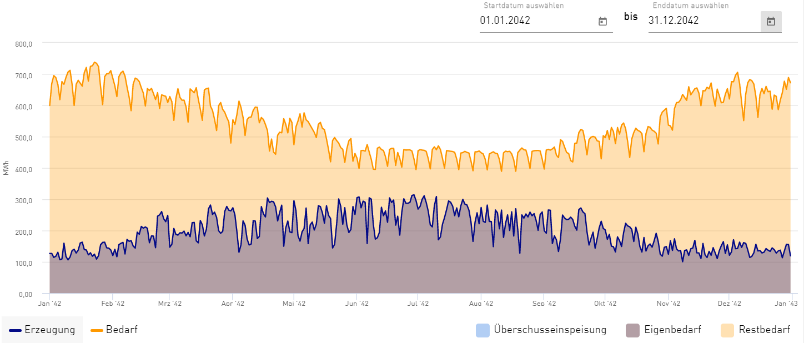 Startdatum auswählen
01.01.2042
bis
Enddatum auswählen
31.12.2042
800,0
700,0
600,0
500,0
400,0
300,0
200,0
100,0
0,00
MWh
Jan '42
Feb '42
Mrz '42
Apr '42
Mai '42
Jun '42
Jul '42
Aug '42
Sep '42
Okt '42
Nov '42
Dez '42
Jan '43
Erzeugung
Bedarf
Überschusseinspeisung
Eigenbedarf
Restbedarf